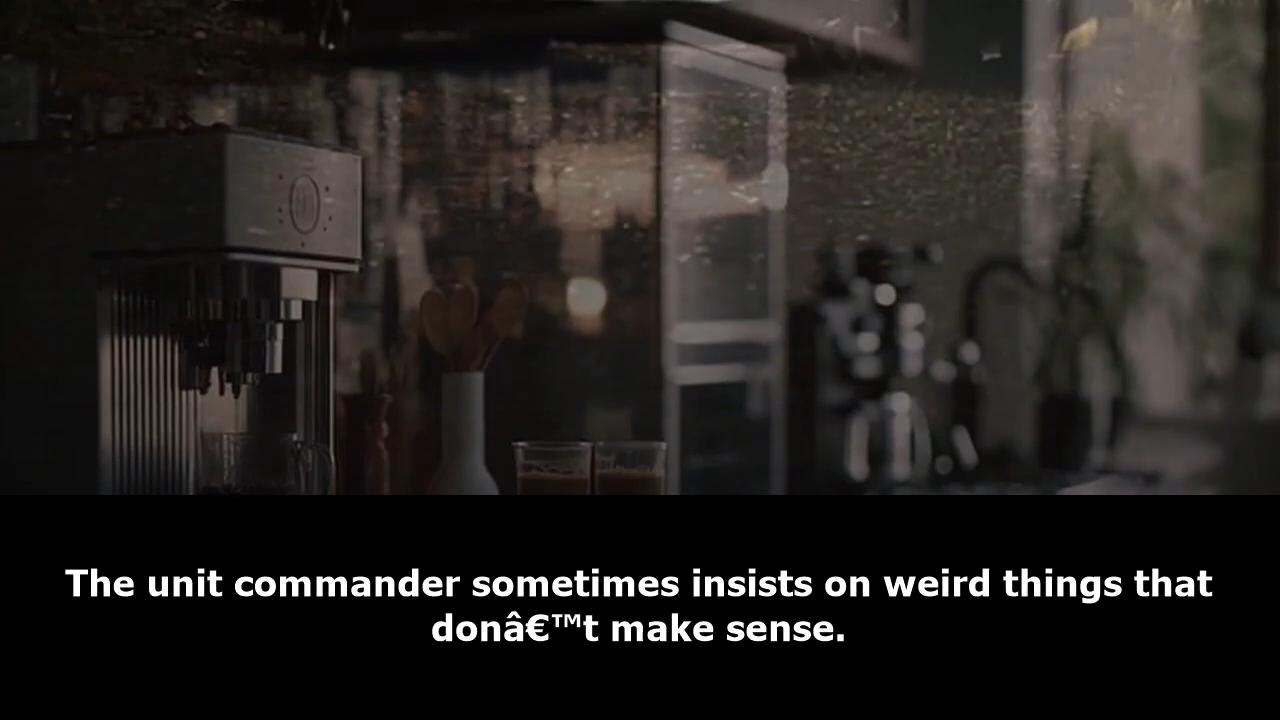 The unit commander sometimes insists on weird things that
donâ€™t make sense.